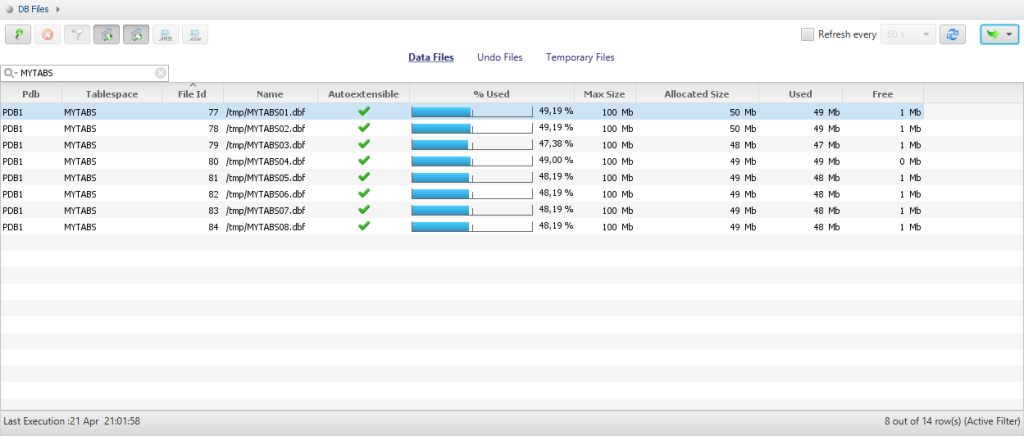 DB Files
Refresh every 60 s
Data Files Undo Files Temporary Files
MYTABS
Pdb Tablespace File Id Name Autoextensible % Used Max Size Allocated Size Used Free
PDB1 MYTABS 77 /tmp/MYTABS01.dbf 49,19 % 100 Mb 50 Mb 49 Mb 1 Mb
PDB1 MYTABS 78 /tmp/MYTABS02.dbf 49,19 % 100 Mb 50 Mb 49 Mb 1 Mb
PDB1 MYTABS 79 /tmp/MYTABS03.dbf 47,38 % 100 Mb 48 Mb 47 Mb 1 Mb
PDB1 MYTABS 80 /tmp/MYTABS04.dbf 49,00 % 100 Mb 49 Mb 49 Mb 0 Mb
PDB1 MYTABS 81 /tmp/MYTABS05.dbf 48,19 % 100 Mb 49 Mb 48 Mb 1 Mb
PDB1 MYTABS 82 /tmp/MYTABS06.dbf 48,19 % 100 Mb 49 Mb 48 Mb 1 Mb
PDB1 MYTABS 83 /tmp/MYTABS07.dbf 48,19 % 100 Mb 49 Mb 48 Mb 1 Mb
PDB1 MYTABS 84 /tmp/MYTABS08.dbf 48,19 % 100 Mb 49 Mb 48 Mb 1 Mb
Last Execution :21 Apr 21:01:58 8 out of 14 row(s) (Active Filter)